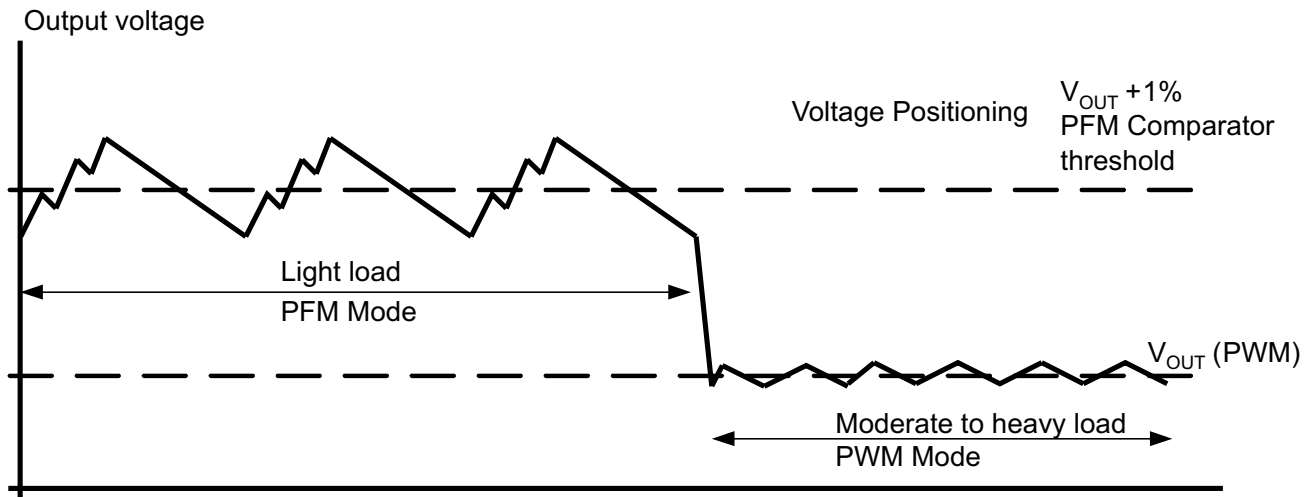 Output voltage
Voltage Positioning
V_OUT +1%
PFM Comparator
threshold
Light load
PFM Mode
V_OUT (PWM)
Moderate to heavy load
PWM Mode